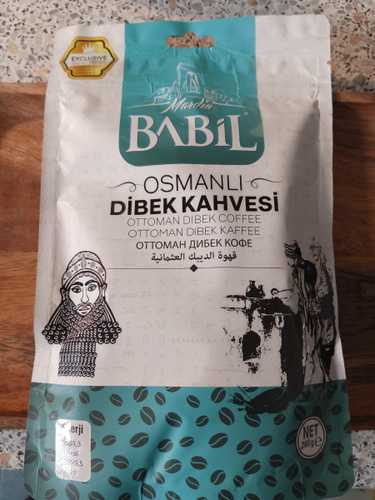 EXCLUSIVE
Mardin
BABİL
OSMANLI
DİBEK KAHVESİ
OTTOMAN DIBEK COFFEE
OTTOMAN DIBEK KAFFEE
ОТТОМАН ДИБЕК КОФЕ
قهوة الديبك العثمانية
NET
200g e